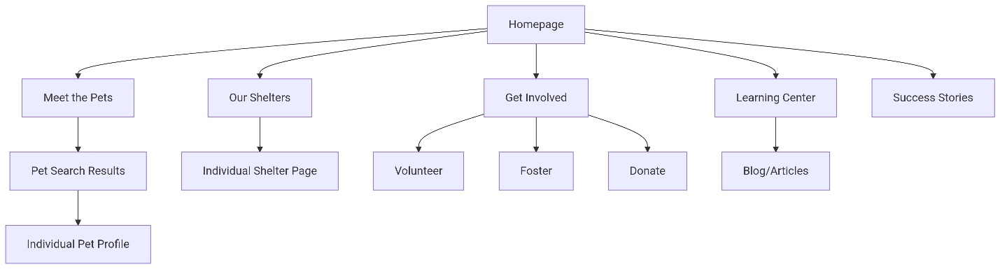 Homepage
Meet the Pets
Our Shelters
Get Involved
Learning Center
Success Stories
Pet Search Results
Individual Shelter Page
Volunteer
Foster
Donate
Blog/Articles
Individual Pet Profile